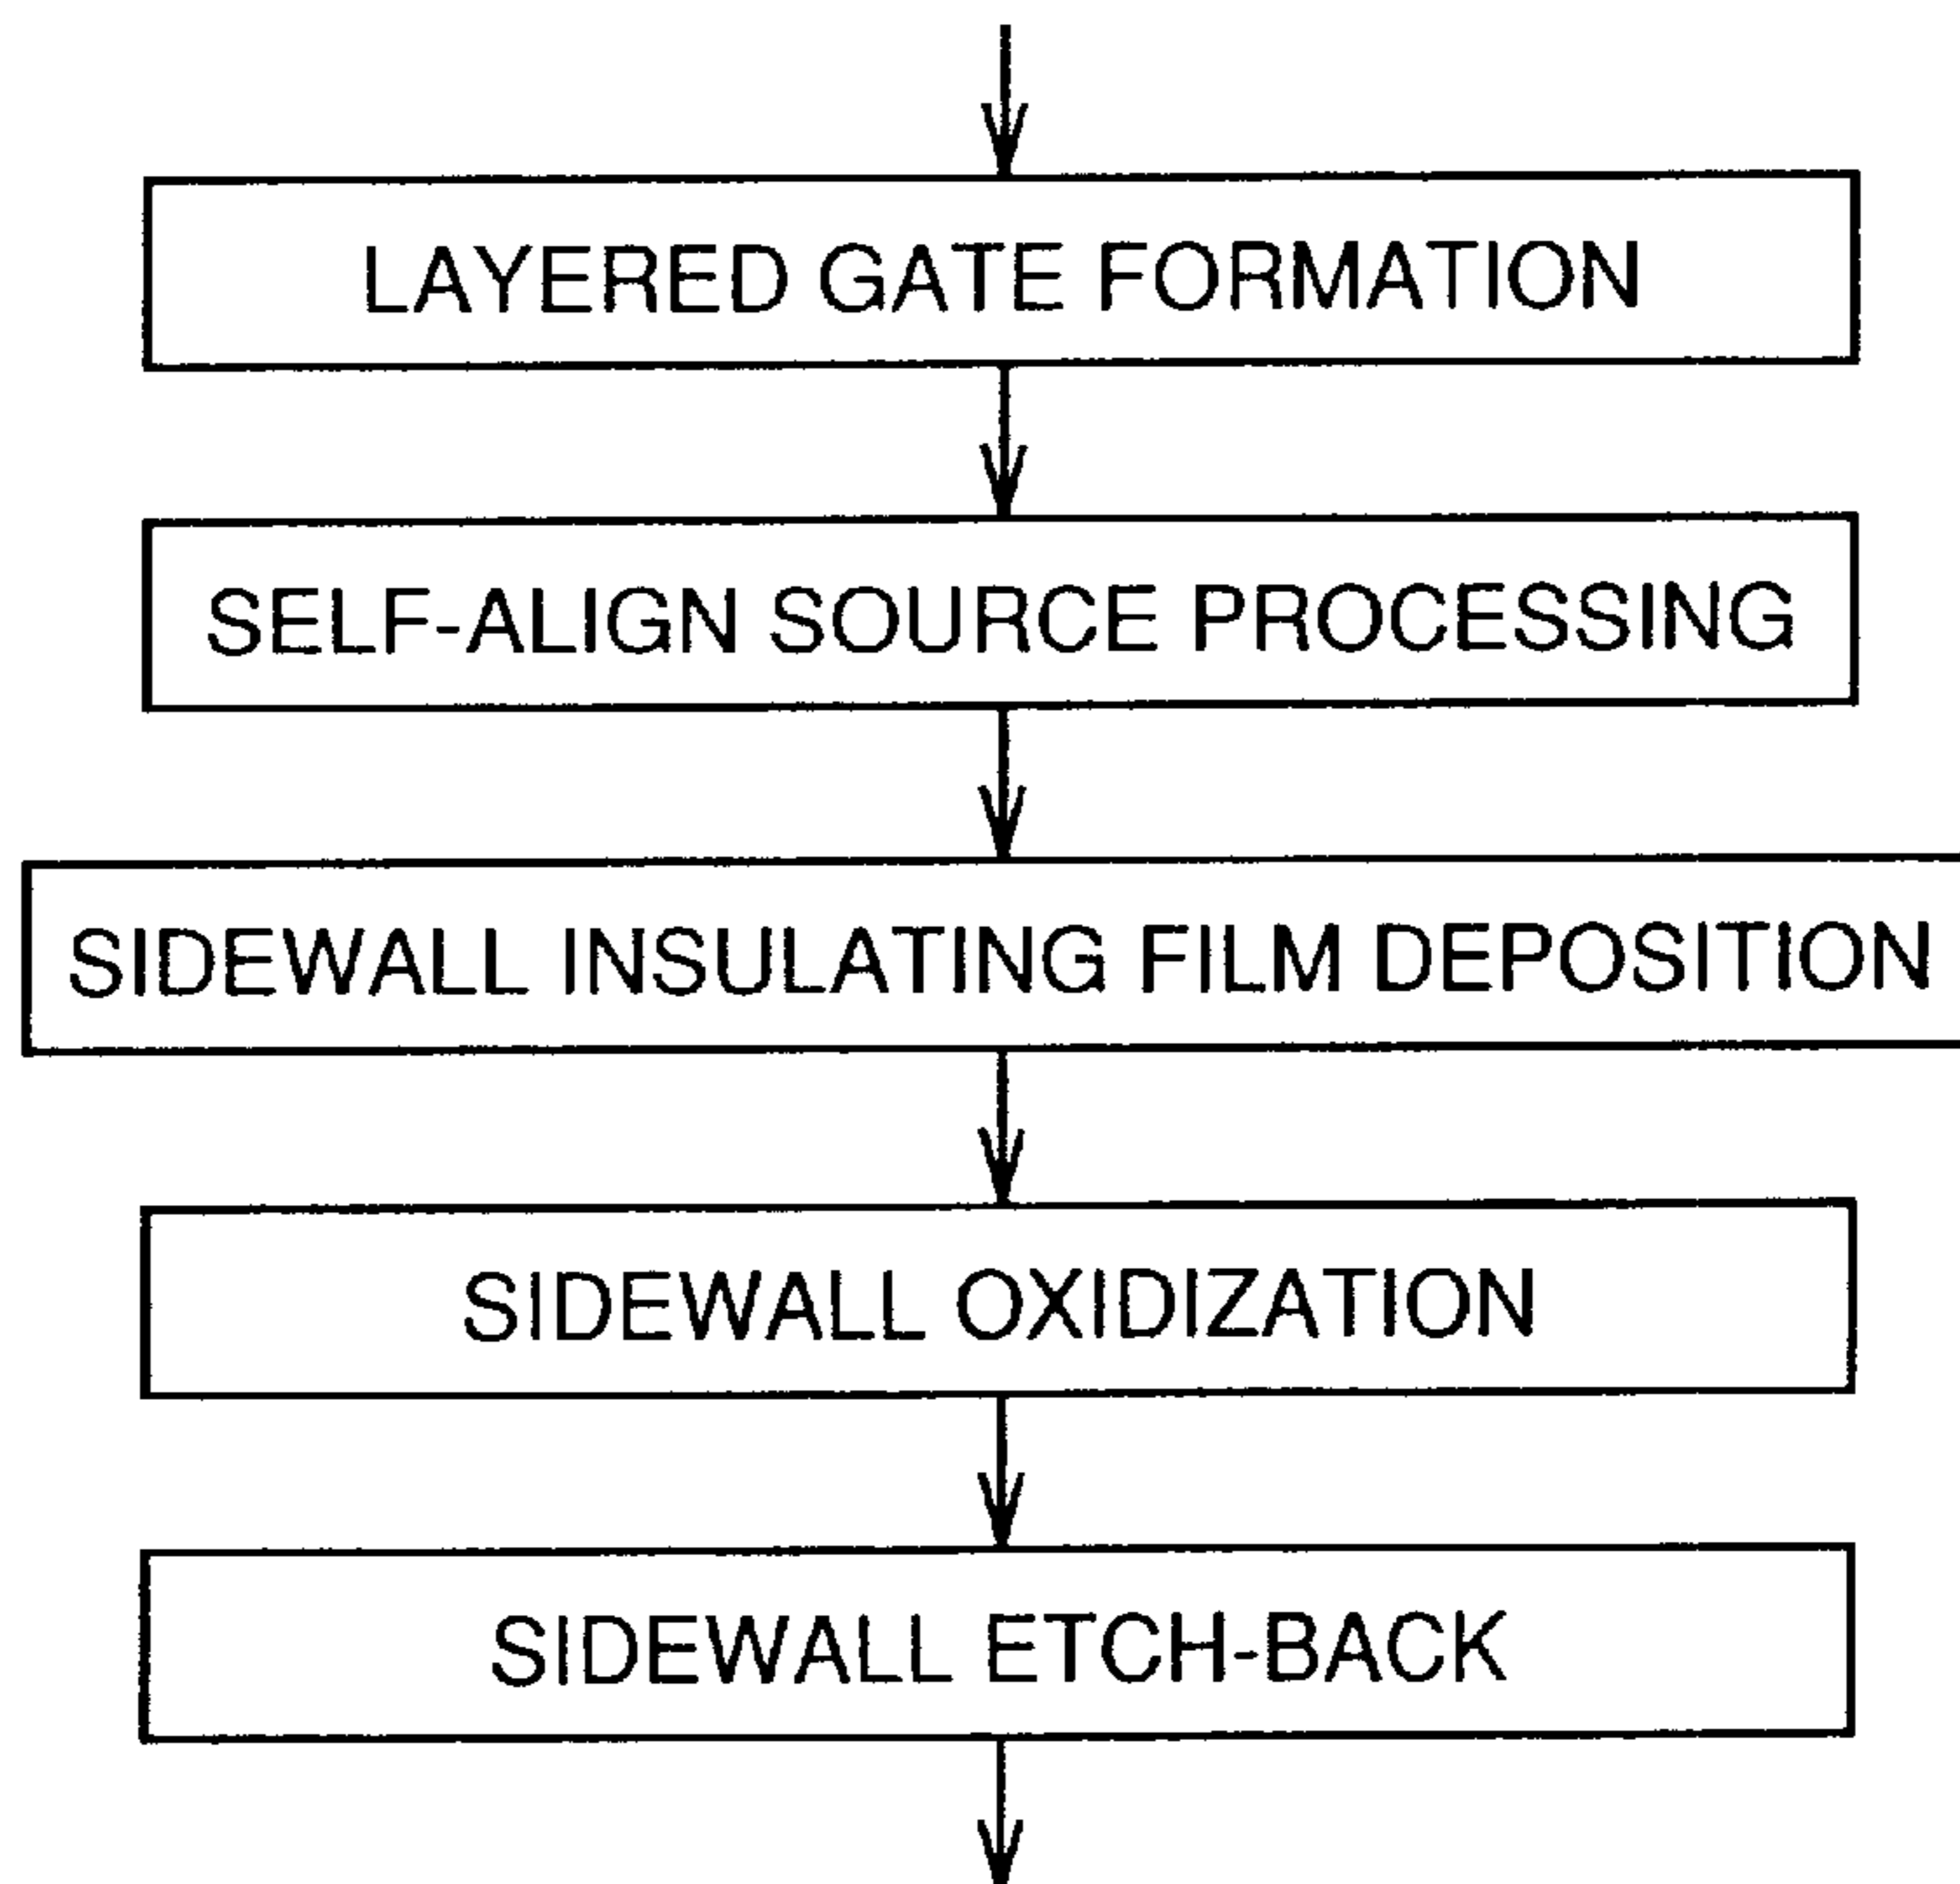 LAYERED GATE FORMATION
SELF-ALIGN SOURCE PROCESSING
SIDEWALL INSULATING FILM DEPOSITION
SIDEWALL OXIDIZATION
SIDEWALL ETCH-BACK